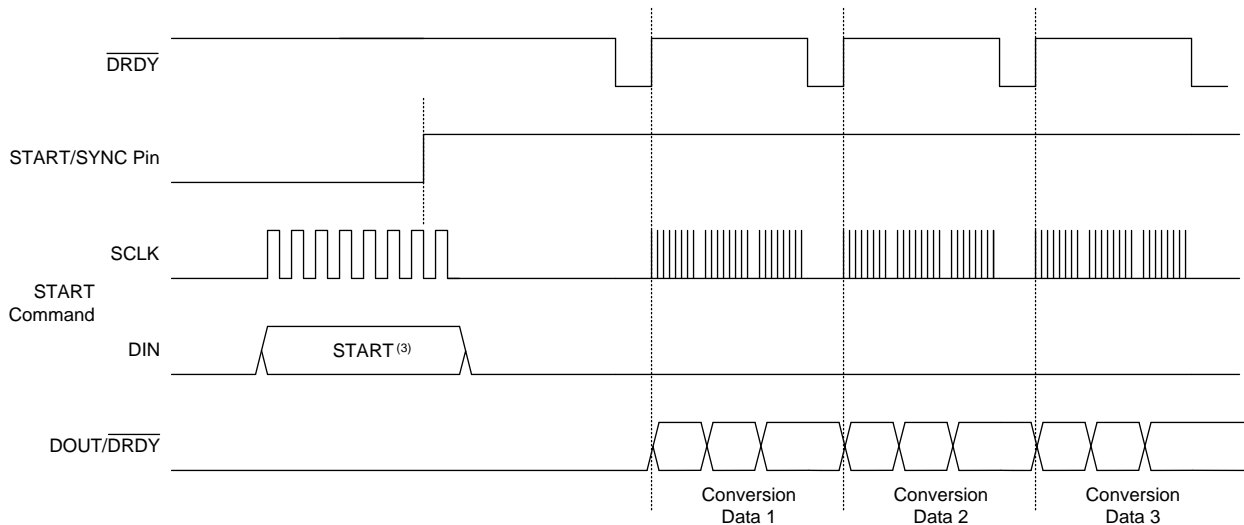 DRDY
START/SYNC Pin
SCLK
START
Command
DIN
START (3)
DOUT/DRDY
Conversion
Data 1
Conversion
Data 2
Conversion
Data 3